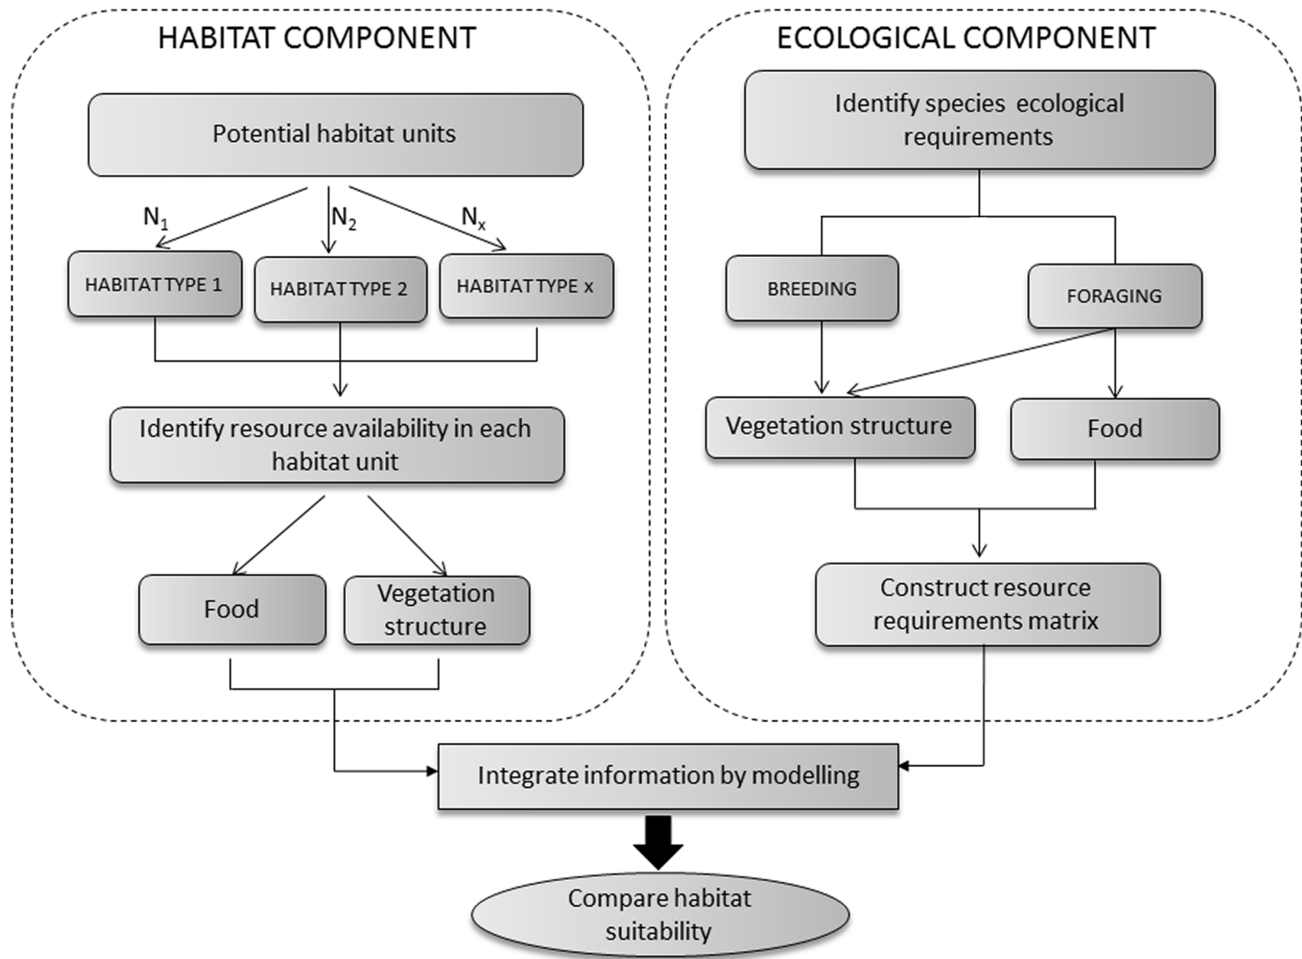 HABITAT COMPONENT
Potential habitat units
N1
N2
Nx
HABITAT TYPE 1
HABITAT TYPE 2
HABITAT TYPE x
Identify resource availability in each
habitat unit
Food
Vegetation
structure
ECOLOGICAL COMPONENT
Identify species ecological
requirements
BREEDING
FORAGING
Vegetation structure
Food
Construct resource
requirements matrix
Integrate information by modelling
Compare habitat
suitability